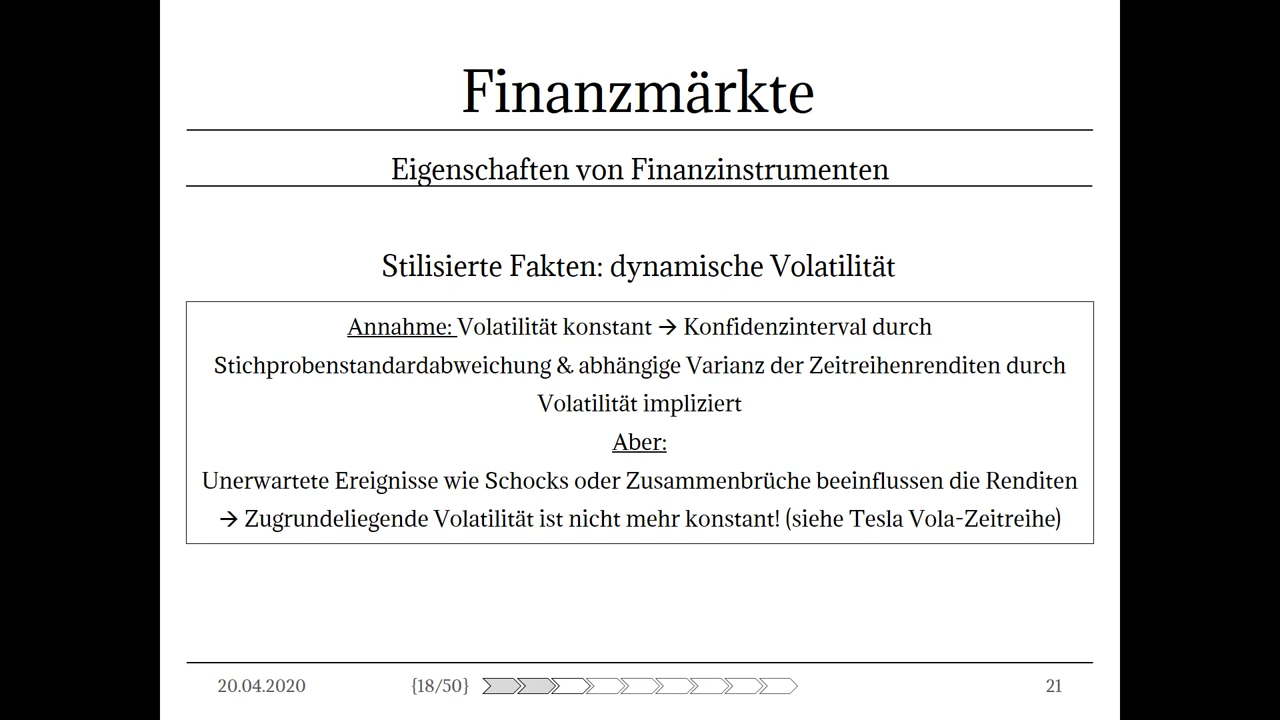 Finanzmärkte
Eigenschaften von Finanzinstrumenten
Stilisierte Fakten: dynamische Volatilität
Annahme: Volatilität konstant → Konfidenzinterval durch
Stichprobenstandardabweichung & abhängige Varianz der Zeitreihenrenditen durch
Volatilität impliziert
Aber:
Unerwartete Ereignisse wie Schocks oder Zusammenbrüche beeinflussen die Renditen
→ Zugrundeliegende Volatilität ist nicht mehr konstant! (siehe Tesla Vola-Zeitreihe)
20.04.2020 {18/50} 21